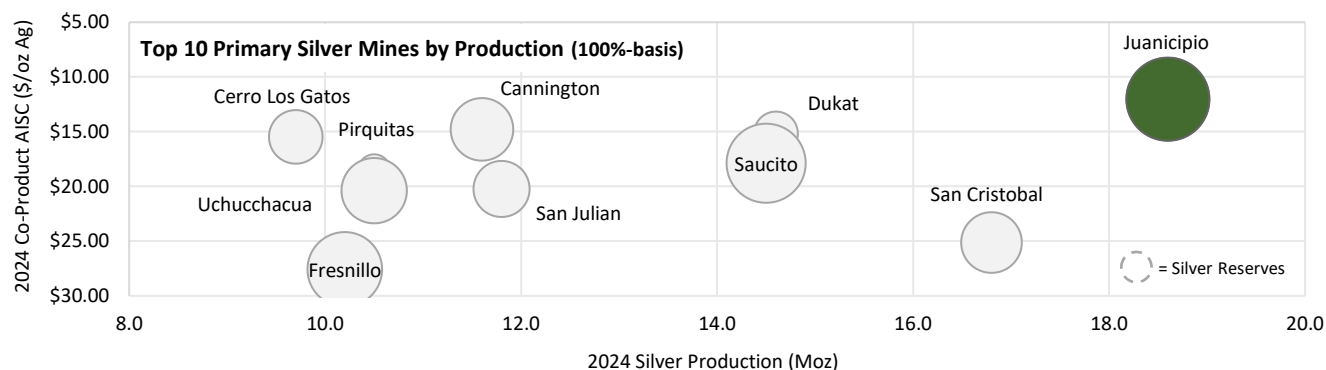 2024 Co-Product AISC ($/oz Ag)
$5.00
$10.00
$15.00
$20.00
$25.00
$30.00
Top 10 Primary Silver Mines by Production (100%-basis)
Juanicipio
Cannington
Cerro Los Gatos
Dukat
Pirquitas
Saucito
San Cristobal
Uchucchacua
San Julian
Fresnillo
= Silver Reserves
8.0 10.0 12.0 14.0 16.0 18.0 20.0
2024 Silver Production (Moz)